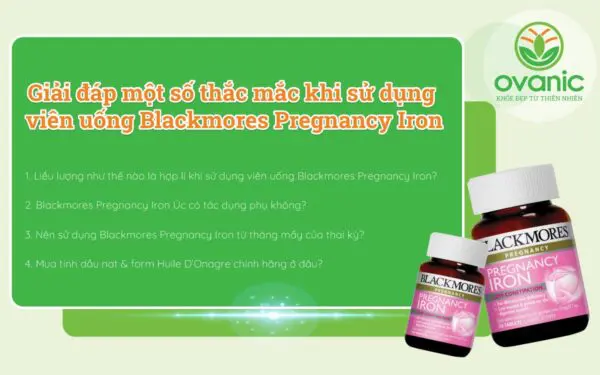 Giải đáp một số thắc mắc khi sử dụng
viên uống Blackmores Pregnancy Iron
ovanic
KHỎE ĐẸP TỪ THIÊN NHIÊN
1. Liều lượng như thế nào là hợp lí khi sử dụng viên uống Blackmores Pregnancy Iron?
2. Blackmores Pregnancy Iron Úc có tác dụng phụ không?
3. Nên sử dụng Blackmores Pregnancy Iron từ tháng mấy của thai kỳ?
4. Mua tinh dầu nat & form Huile D'Onagre chính hãng ở đâu?
BLACKMORES
PREGNANCY
PREGNANCY
IRON
BLACKMORES
PREGNANCY
PREGNANCY
IRON